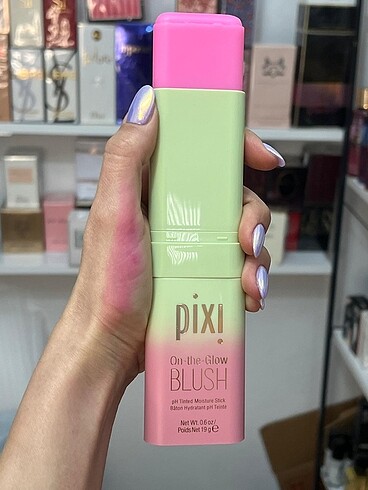 pixi
On-the-Glow
BLUSH
pH Tinted Moisture Stick
Bâton Hydratant pH Teinté
Net Wt. 0.6 oz/
Poids Net 19 g ℮